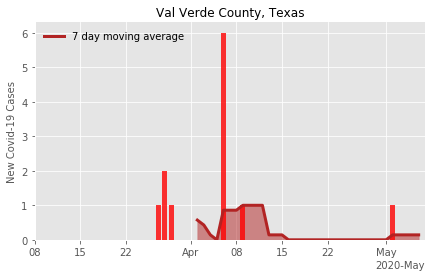 Val Verde County, Texas
7 day moving average
New Covid-19 Cases
6
5
4
3
2
1
0
08 15 22 Apr 08 15 22 May
2020-May